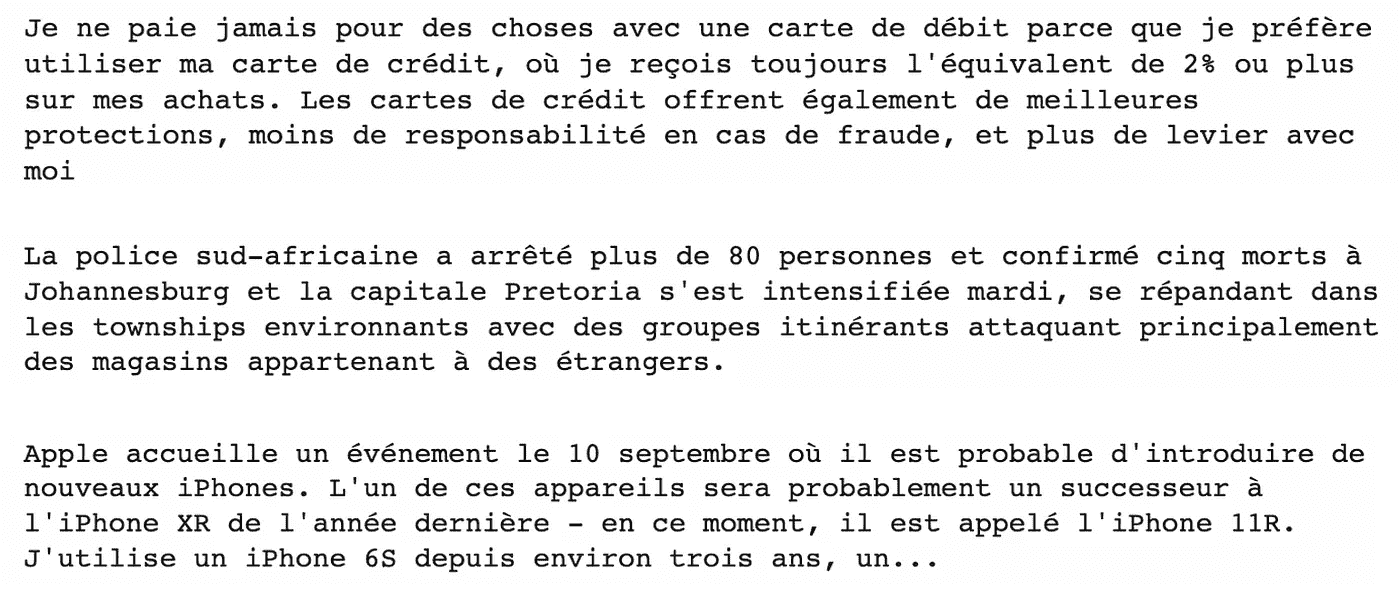 Je ne paie jamais pour des choses avec une carte de débit parce que je préfère
utiliser ma carte de crédit, où je reçois toujours l'équivalent de 2% ou plus
sur mes achats. Les cartes de crédit offrent également de meilleures
protections, moins de responsabilité en cas de fraude, et plus de levier avec
moi
La police sud-africaine a arrêté plus de 80 personnes et confirmé cinq morts à
Johannesburg et la capitale Pretoria s'est intensifiée mardi, se répandant dans
les townships environnants avec des groupes itinérants attaquant principalement
des magasins appartenant à des étrangers.
Apple accueille un événement le 10 septembre où il est probable d'introduire de
nouveaux iPhones. L'un de ces appareils sera probablement un successeur à
l'iPhone XR de l'année dernière - en ce moment, il est appelé l'iPhone 11R.
J'utilise un iPhone 6S depuis environ trois ans, un...